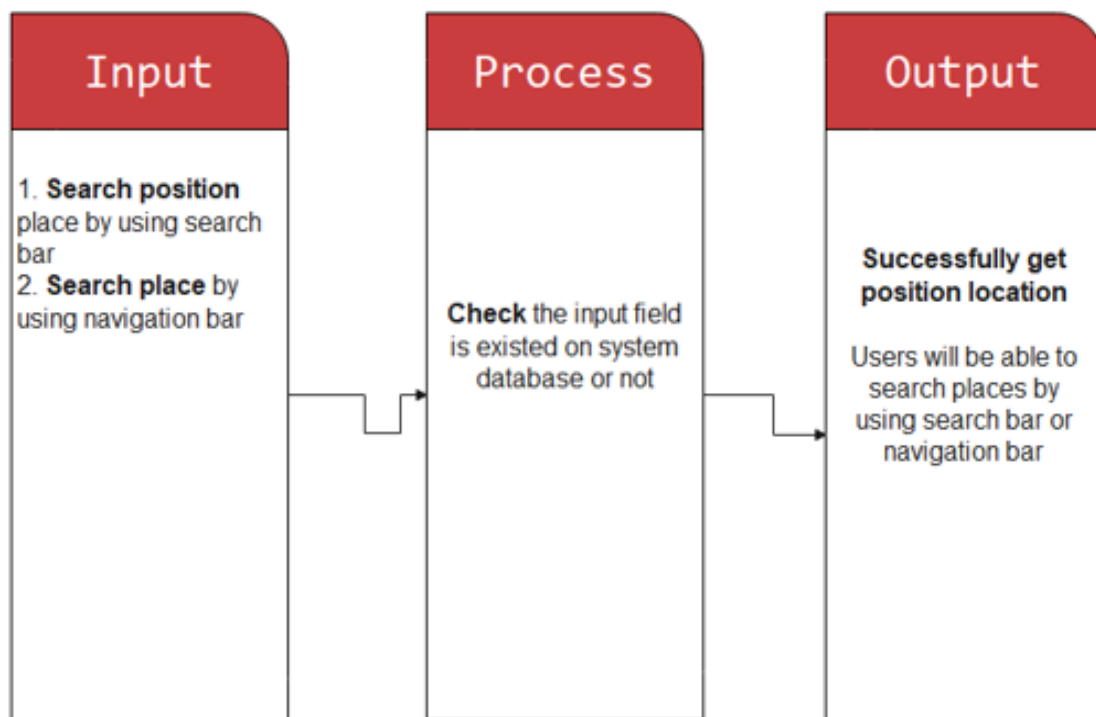 Input
1. Search position
place by using search
bar
2. Search place by
using navigation bar
Process
Check the input field
is existed on system
database or not
Output
Successfully get
position location
Users will be able to
search places by
using search bar or
navigation bar